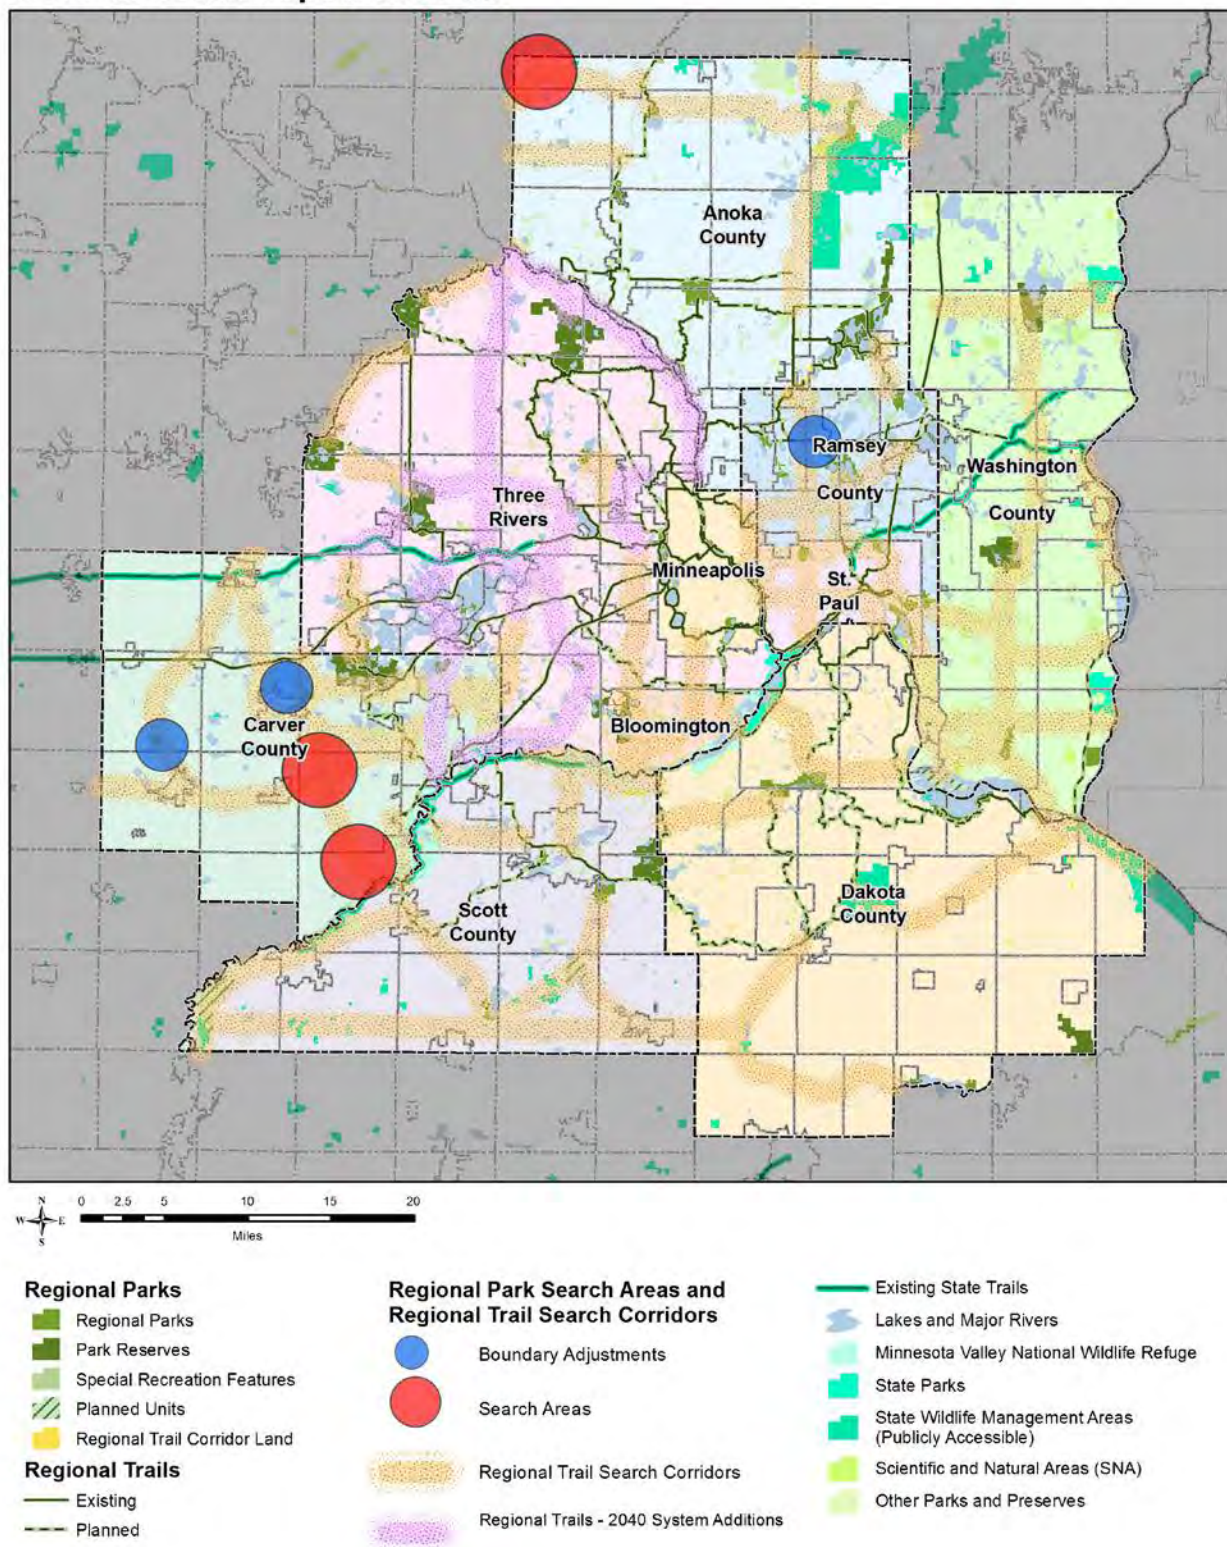 Anoka
County
Ramsey
County
Washington
County
Three
Rivers
Minneapolis
St.
Paul
Carver
County
Bloomington
Scott
County
Dakota
County
N
W E
S
0 2.5 5 10 15 20
Miles
Regional Parks
Regional Parks
Park Reserves
Special Recreation Features
Planned Units
Regional Trail Corridor Land
Regional Trails
Existing
Planned
Regional Park Search Areas and
Regional Trail Search Corridors
Boundary Adjustments
Search Areas
Regional Trail Search Corridors
Regional Trails - 2040 System Additions
Existing State Trails
Lakes and Major Rivers
Minnesota Valley National Wildlife Refuge
State Parks
State Wildlife Management Areas
(Publicly Accessible)
Scientific and Natural Areas (SNA)
Other Parks and Preserves